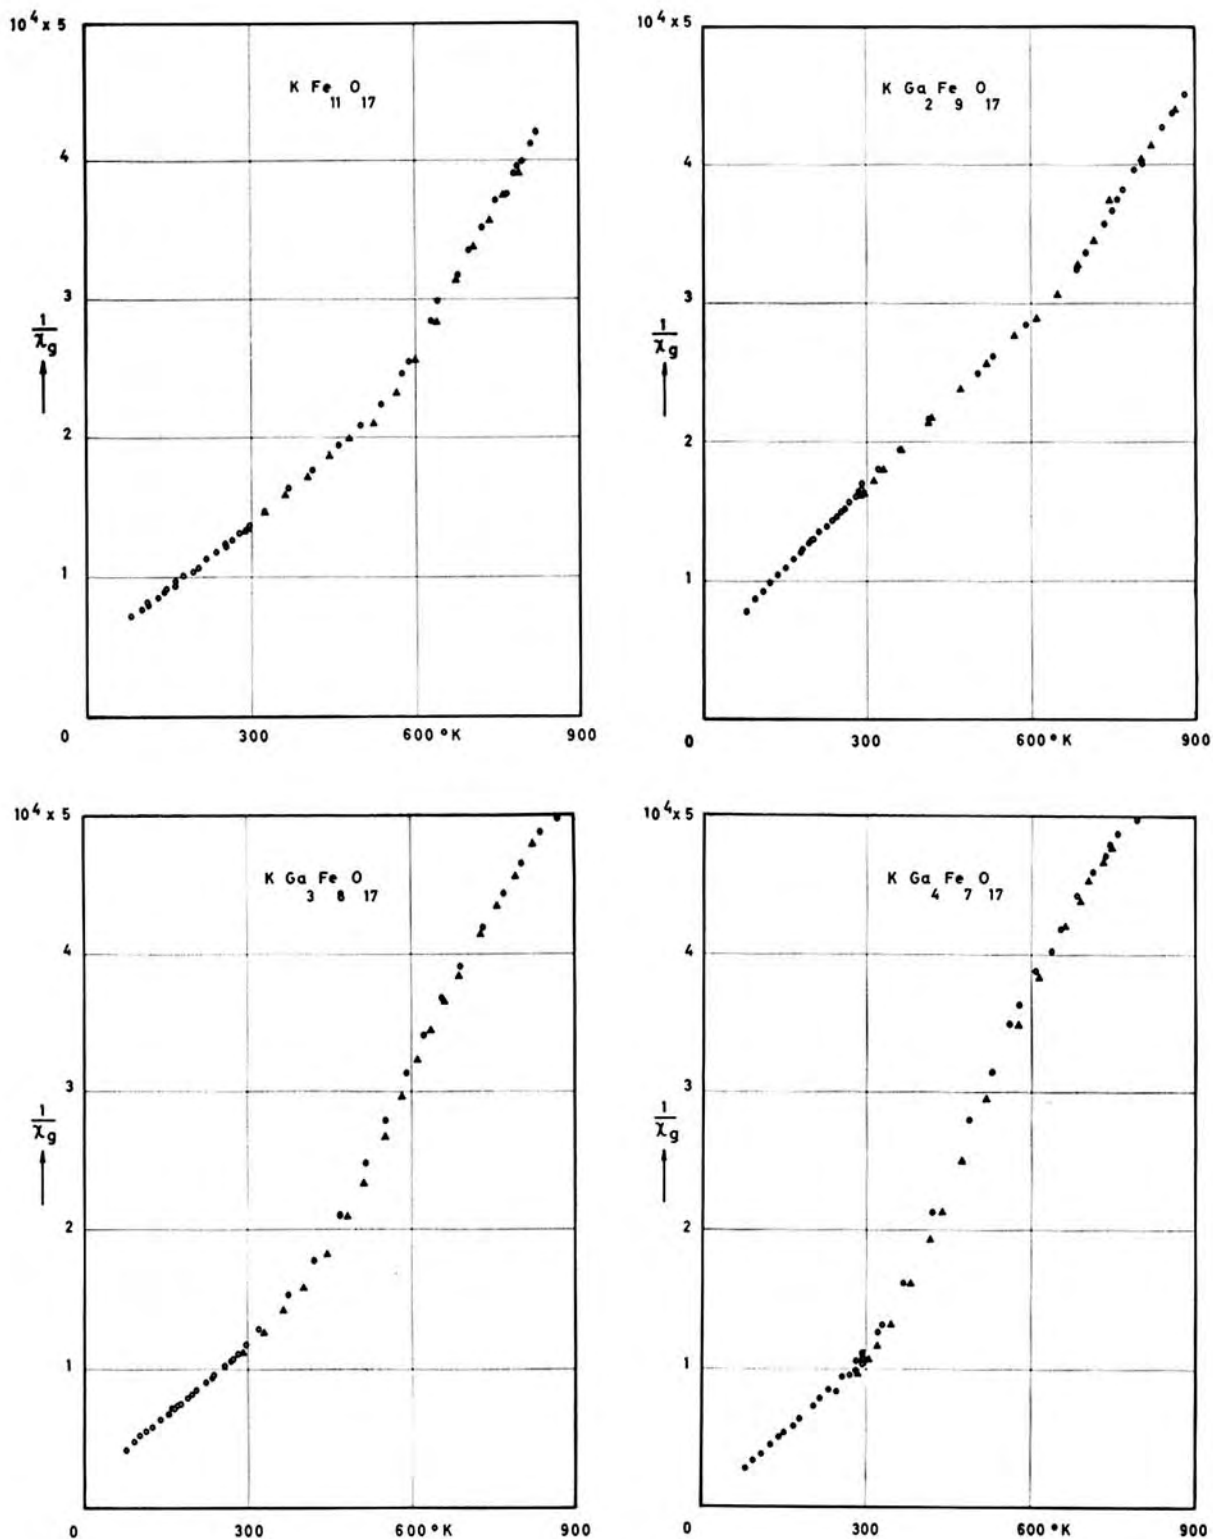 10⁴ x 5
K Fe₁₁ O₁₇
4
3
1/χg
2
1
0 300 600 °K 900
10⁴ x 5
K Ga₂ Fe₉ O₁₇
4
3
1/χg
2
1
0 300 600 °K 900
10⁴ x 5
K Ga₃ Fe₈ O₁₇
4
3
1/χg
2
1
0 300 600 °K 900
10⁴ x 5
K Ga₄ Fe₇ O₁₇
4
3
1/χg
2
1
0 300 600 °K 900